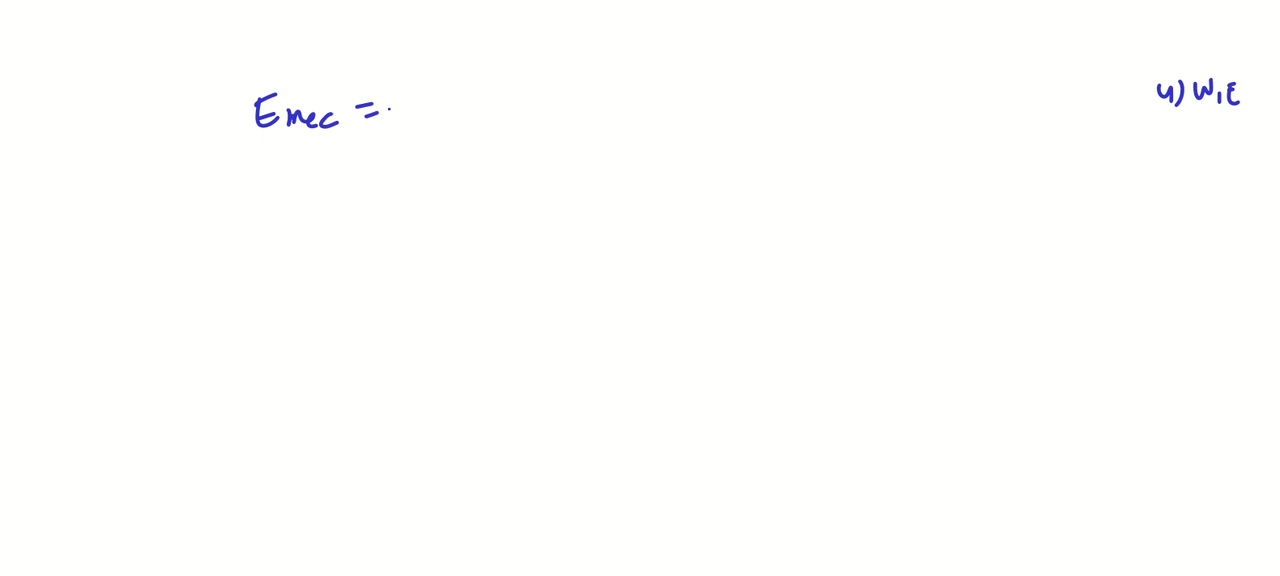 Emec =
4) W, E